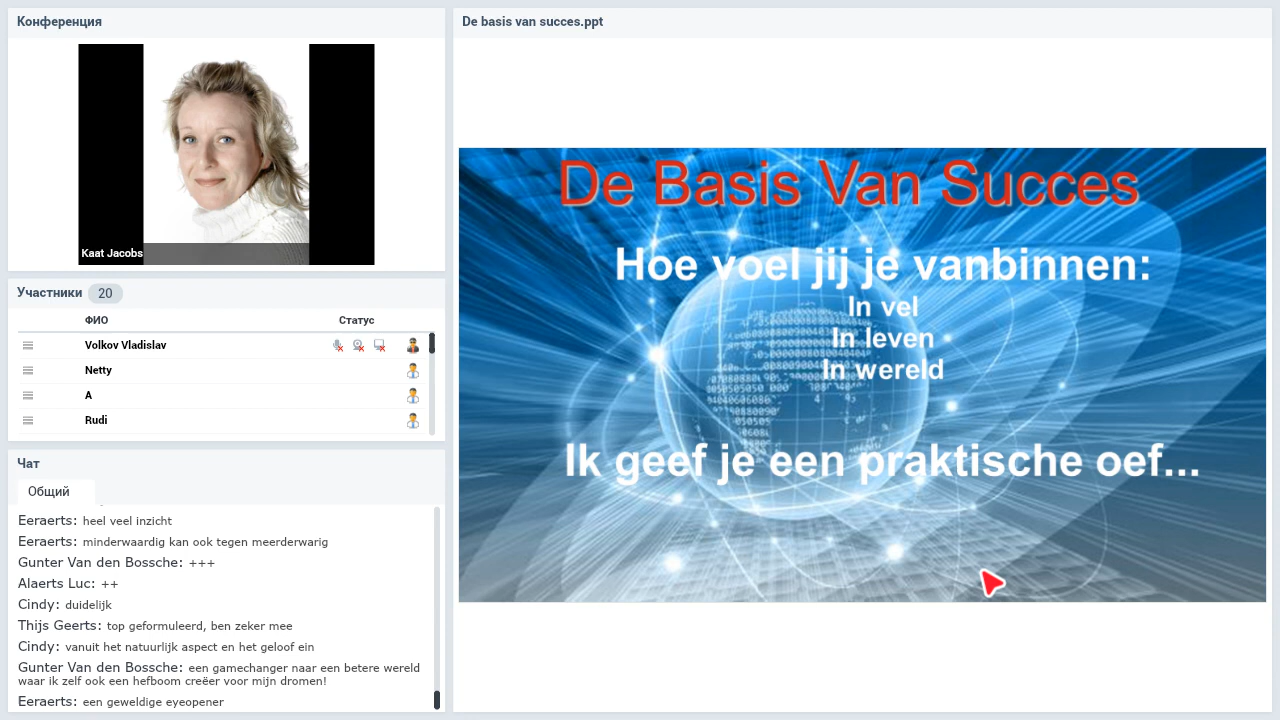 Конференция
Kaat Jacobs
Участники 20
ФИО Статус
Volkov Vladislav
Netty
A
Rudi
Чат
Общий
Eeraerts: heel veel inzicht
Eeraerts: minderwaardig kan ook tegen meerderwarig
Gunter Van den Bossche: +++
Alaerts Luc: ++
Cindy: duidelijk
Thijs Geerts: top geformuleerd, ben zeker mee
Cindy: vanuit het natuurlijk aspect en het geloof ein
Gunter Van den Bossche: een gamechanger naar een betere wereld
waar ik zelf ook een hefboom creëer voor mijn dromen!
Eeraerts: een geweldige eyeopener
De basis van succes.ppt
De Basis Van Succes
Hoe voel jij je vanbinnen:
In vel
In leven
In wereld
Ik geef je een praktische oef...